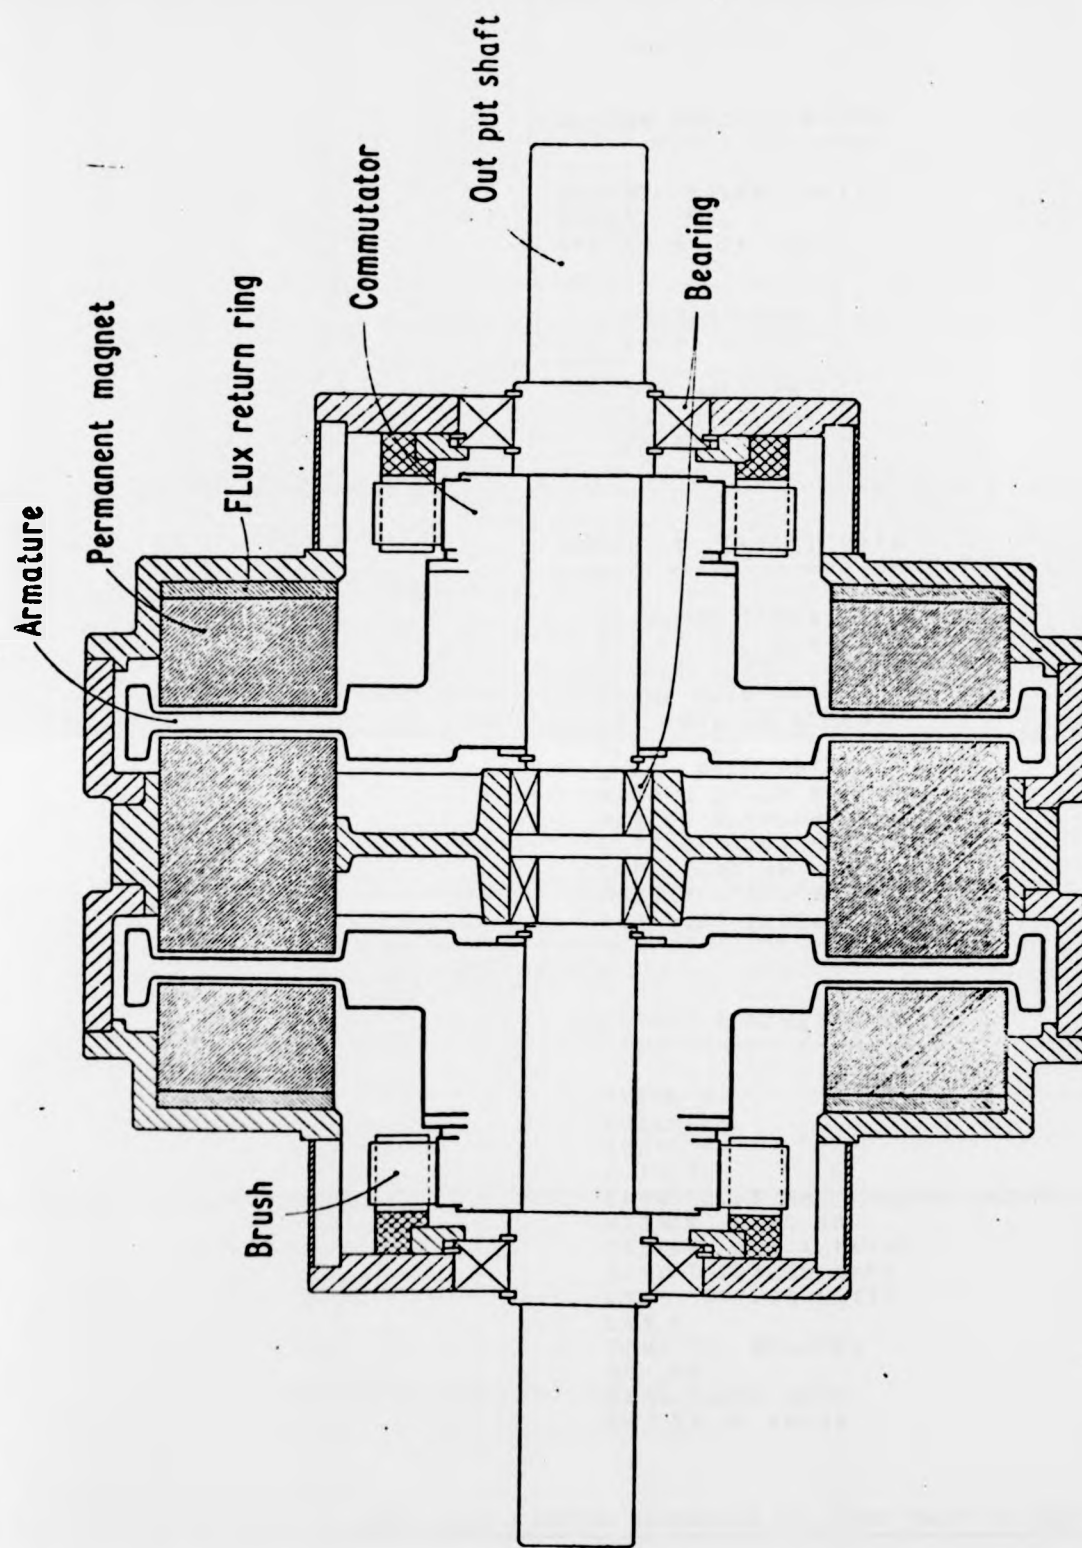 Armature
Permanent magnet
FLux return ring
Commutator
Out put shaft
Bearing
Brush